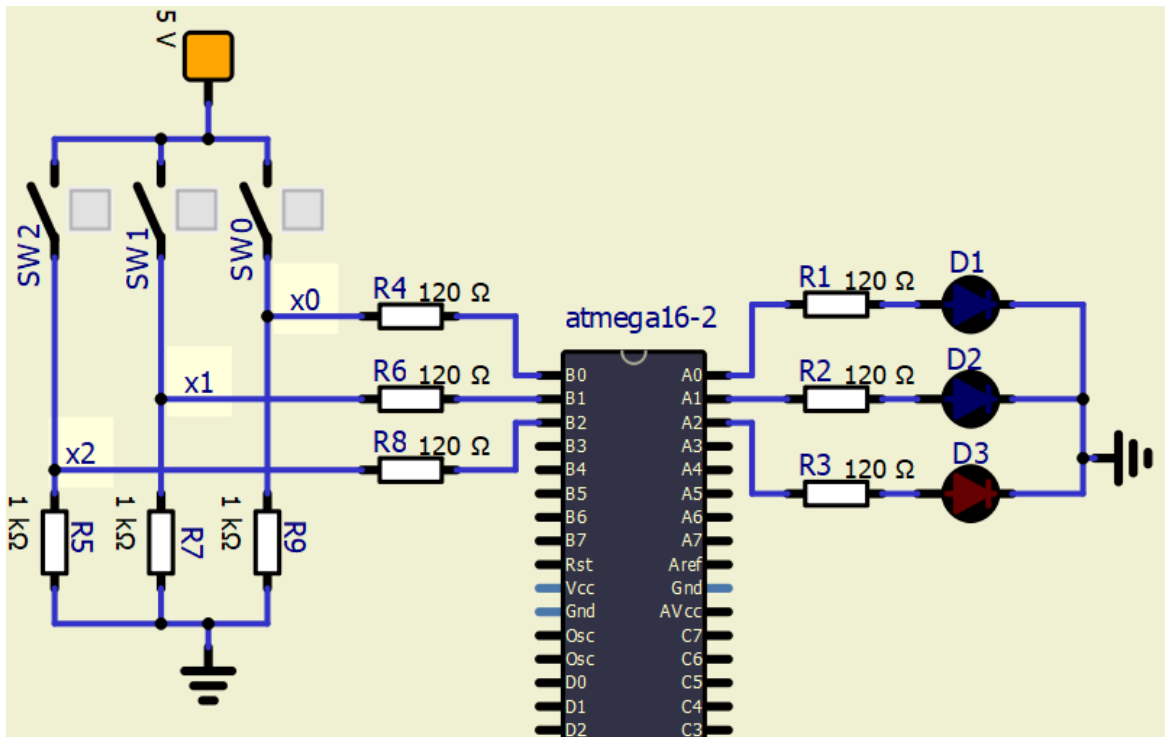 5 V
SW2
SW1
SW0
x0
x1
x2
R4 120 Ω
R6 120 Ω
R8 120 Ω
1 kΩ R5
1 kΩ R7
1 kΩ R9
atmega16-2
B0 A0
B1 A1
B2 A2
B3 A3
B4 A4
B5 A5
B6 A6
B7 A7
Rst Aref
Vcc Gnd
Gnd AVcc
Osc C7
Osc C6
D0 C5
D1 C4
D2 C3
R1 120 Ω D1
R2 120 Ω D2
R3 120 Ω D3